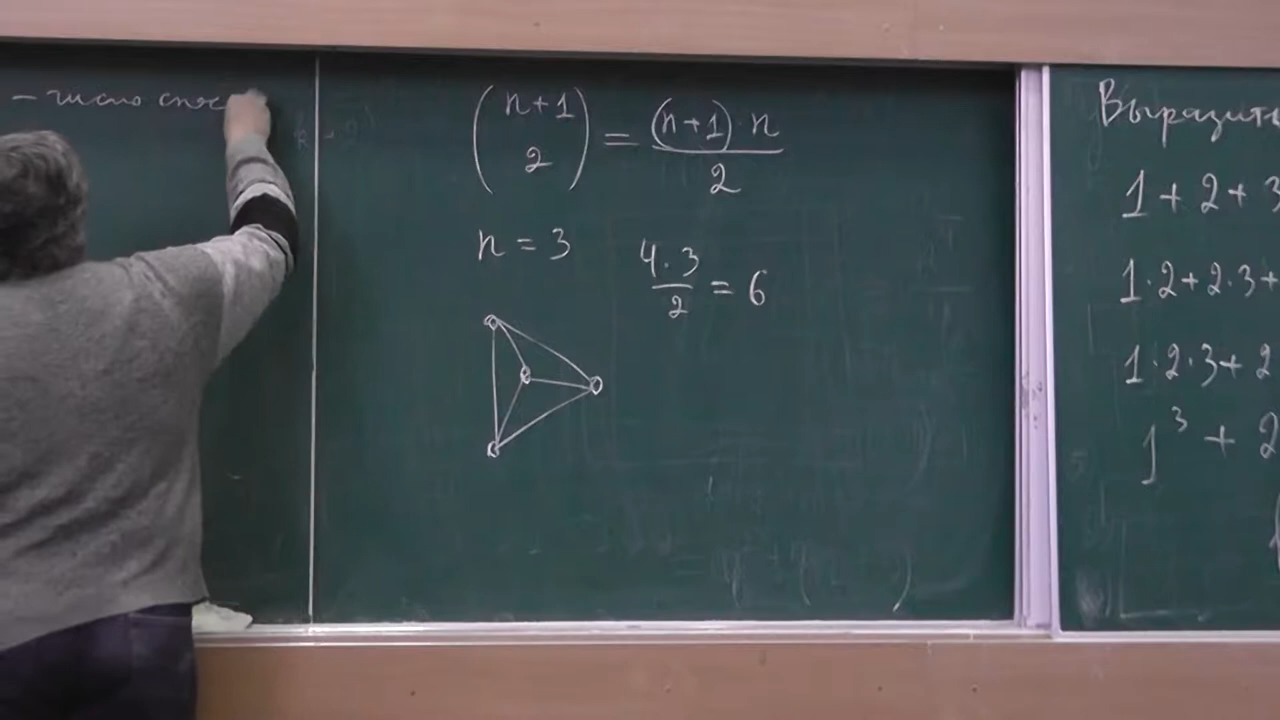 — число спос
(n+1 2) = (n+1)·n / 2
n = 3 4·3 / 2 = 6
Выразить
1 + 2 + 3
1·2 + 2·3 +
1·2·3 + 2
1³ + 2